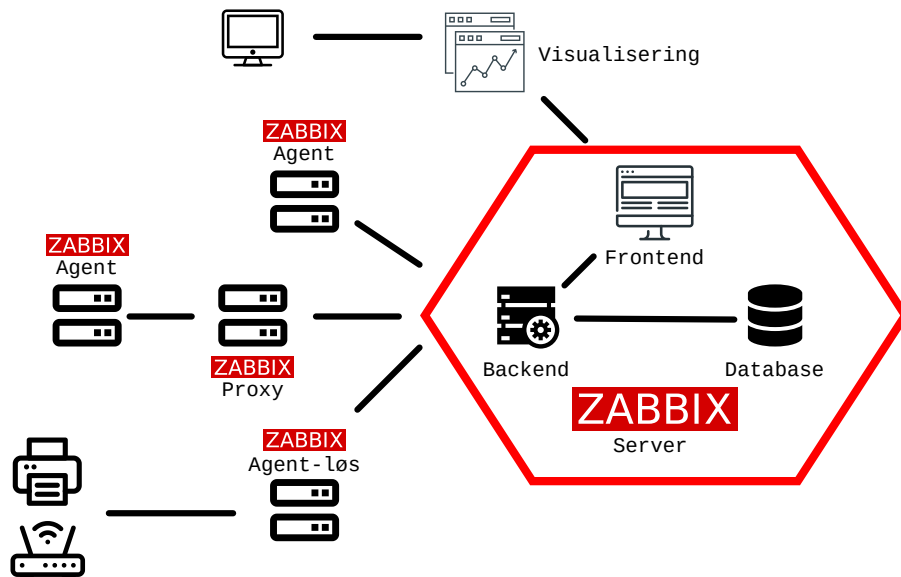 Visualisering
ZABBIX
Agent
ZABBIX
Agent
ZABBIX
Proxy
ZABBIX
Agent-løs
Frontend
Backend
Database
ZABBIX
Server